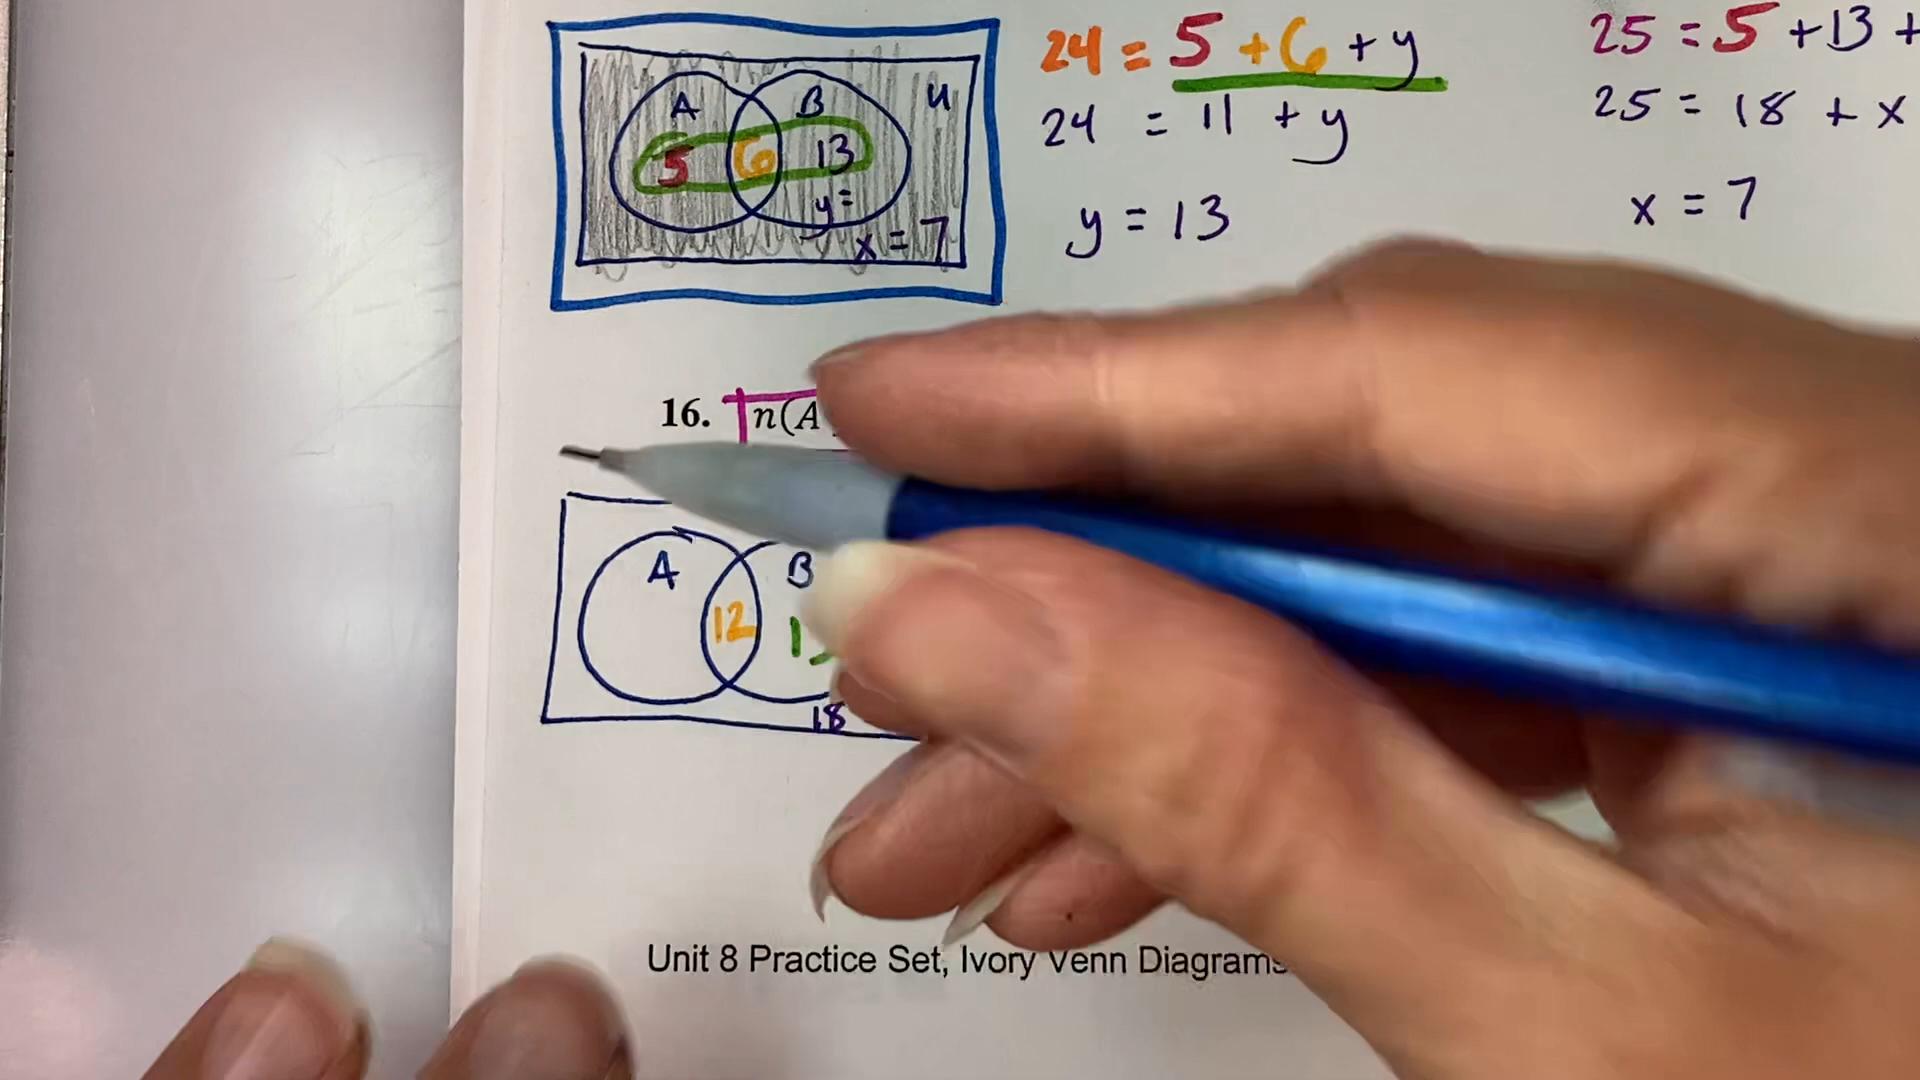 A B U
5 6 13
y =
x = 7
24 = 5 + 6 + y
24 = 11 + y
y = 13
25 = 5 + 13 +
25 = 18 + x
x = 7
16. n(A
A B
12
18
Unit 8 Practice Set, Ivory Venn Diagrams